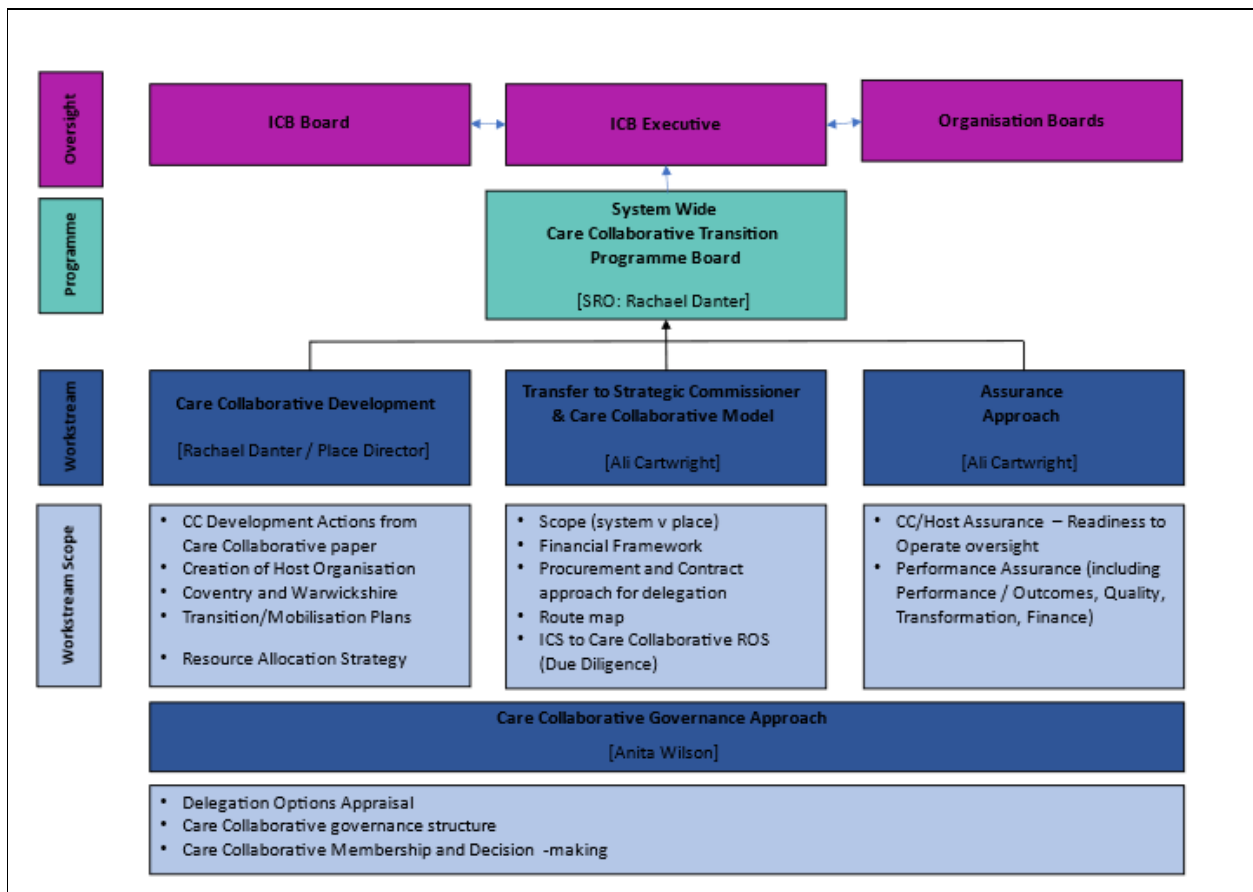 Oversight
ICB Board
ICB Executive
Organisation Boards
Programme
System Wide
Care Collaborative Transition
Programme Board
[SRO: Rachael Danter]
Workstream
Care Collaborative Development
[Rachael Danter / Place Director]
Transfer to Strategic Commissioner
& Care Collaborative Model
[Ali Cartwright]
Assurance
Approach
[Ali Cartwright]
Workstream Scope
• CC Development Actions from
Care Collaborative paper
• Creation of Host Organisation
• Coventry and Warwickshire
• Transition/Mobilisation Plans
• Resource Allocation Strategy
• Scope (system v place)
• Financial Framework
• Procurement and Contract
approach for delegation
• Route map
• ICS to Care Collaborative ROS
(Due Diligence)
• CC/Host Assurance – Readiness to
Operate oversight
• Performance Assurance (including
Performance / Outcomes, Quality,
Transformation, Finance)
Care Collaborative Governance Approach
[Anita Wilson]
• Delegation Options Appraisal
• Care Collaborative governance structure
• Care Collaborative Membership and Decision -making